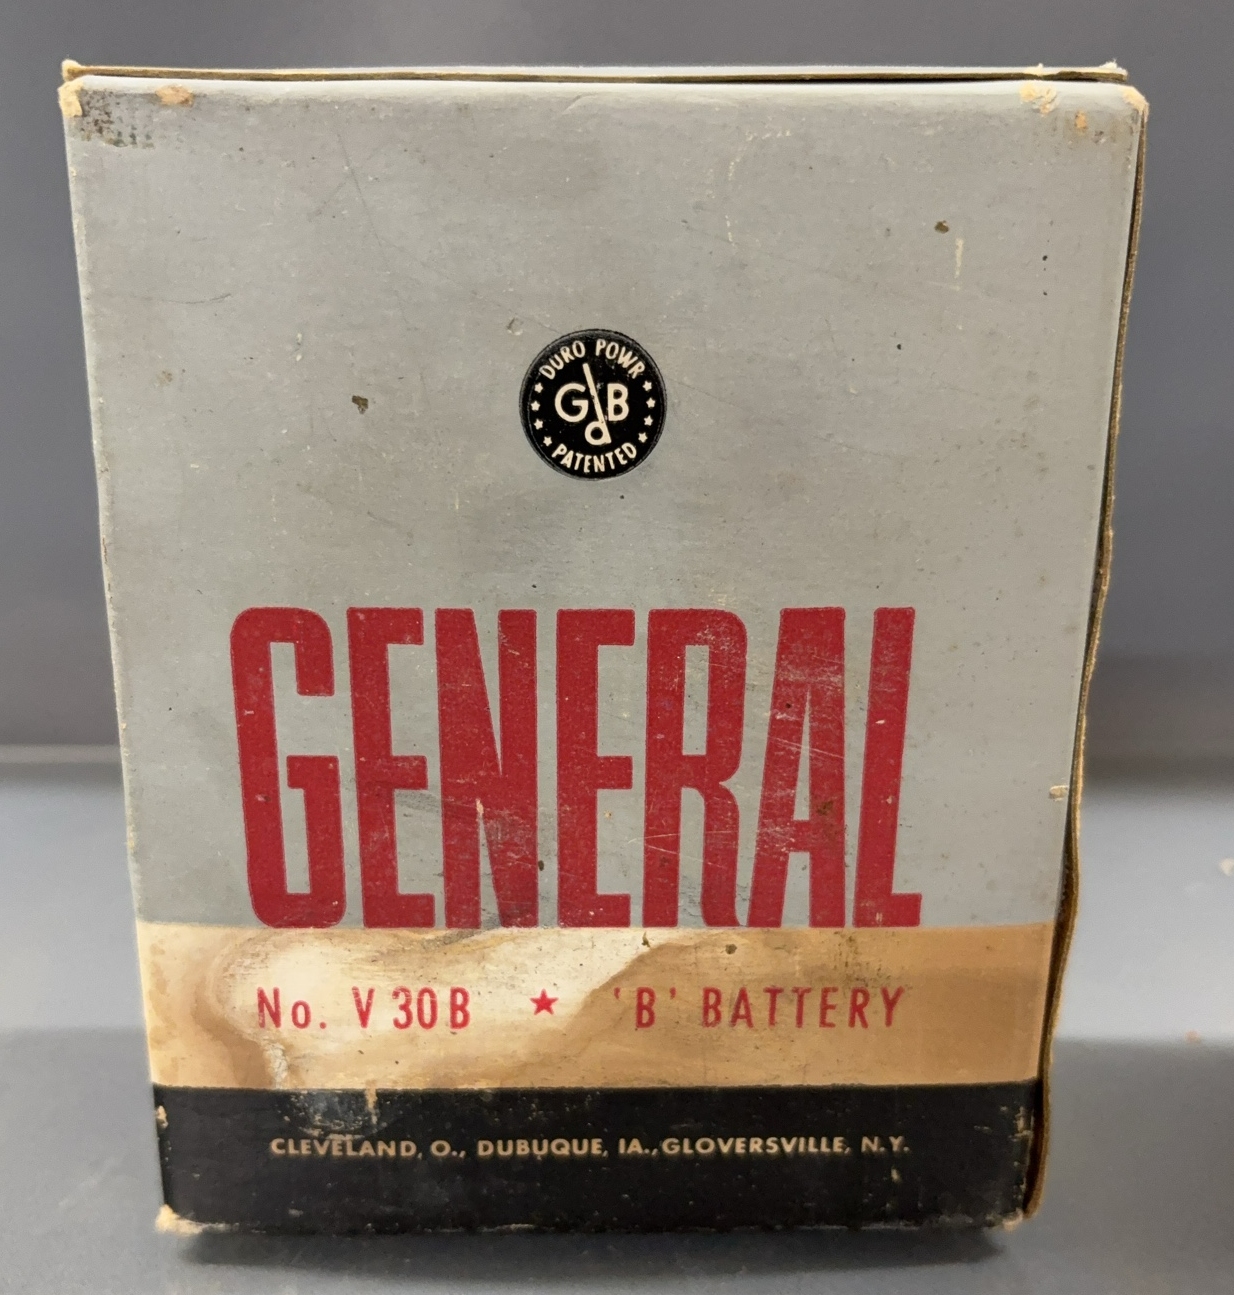 DURO POWR
GdB
PATENTED
GENERAL
No. V 30 B ★ 'B' BATTERY
CLEVELAND, O., DUBUQUE, IA., GLOVERSVILLE, N.Y.